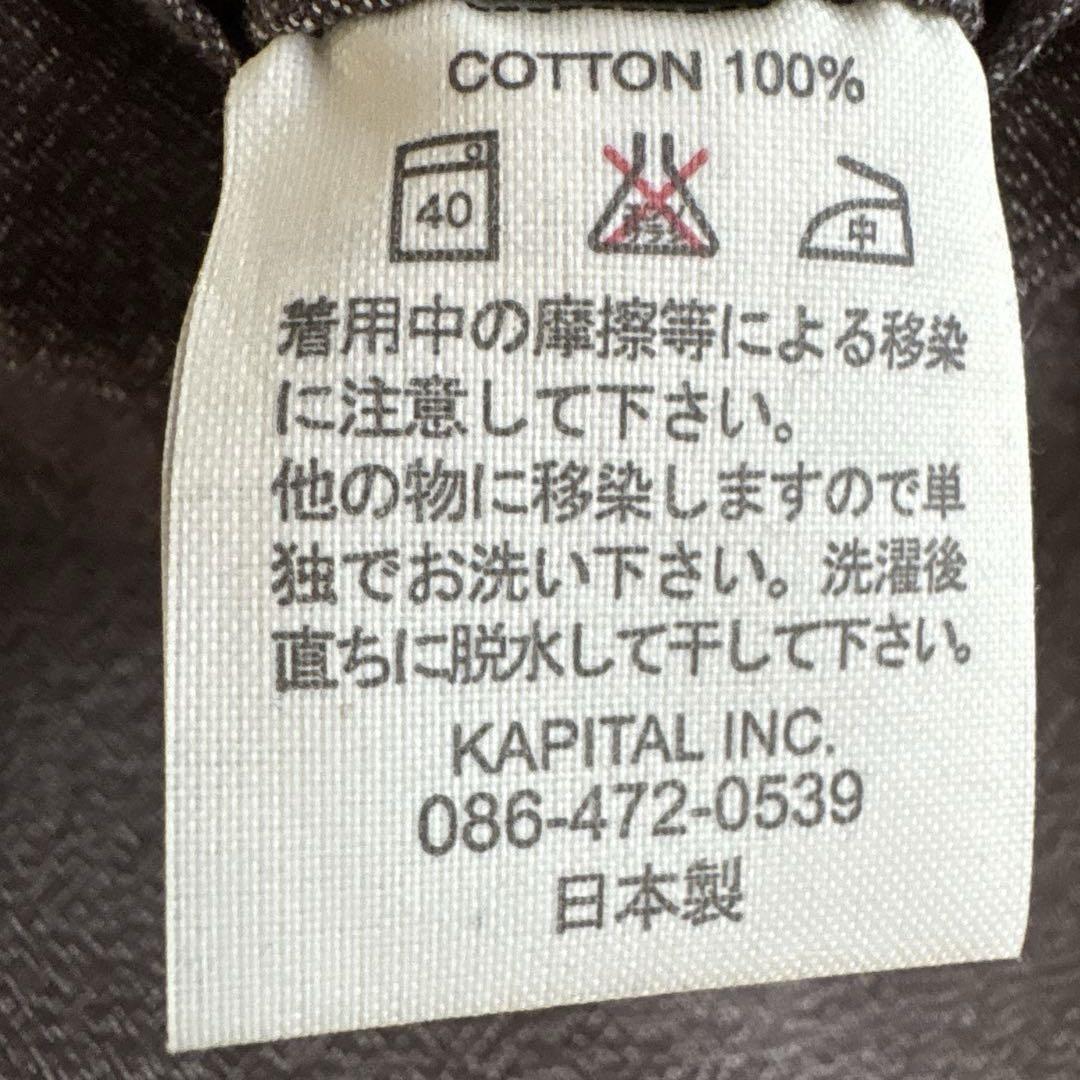 COTTON 100%
40 中
着用中の摩擦等による移染
に注意して下さい。
他の物に移染しますので単
独でお洗い下さい。洗濯後
直ちに脱水して干して下さい。
KAPITAL INC.
086-472-0539
日本製